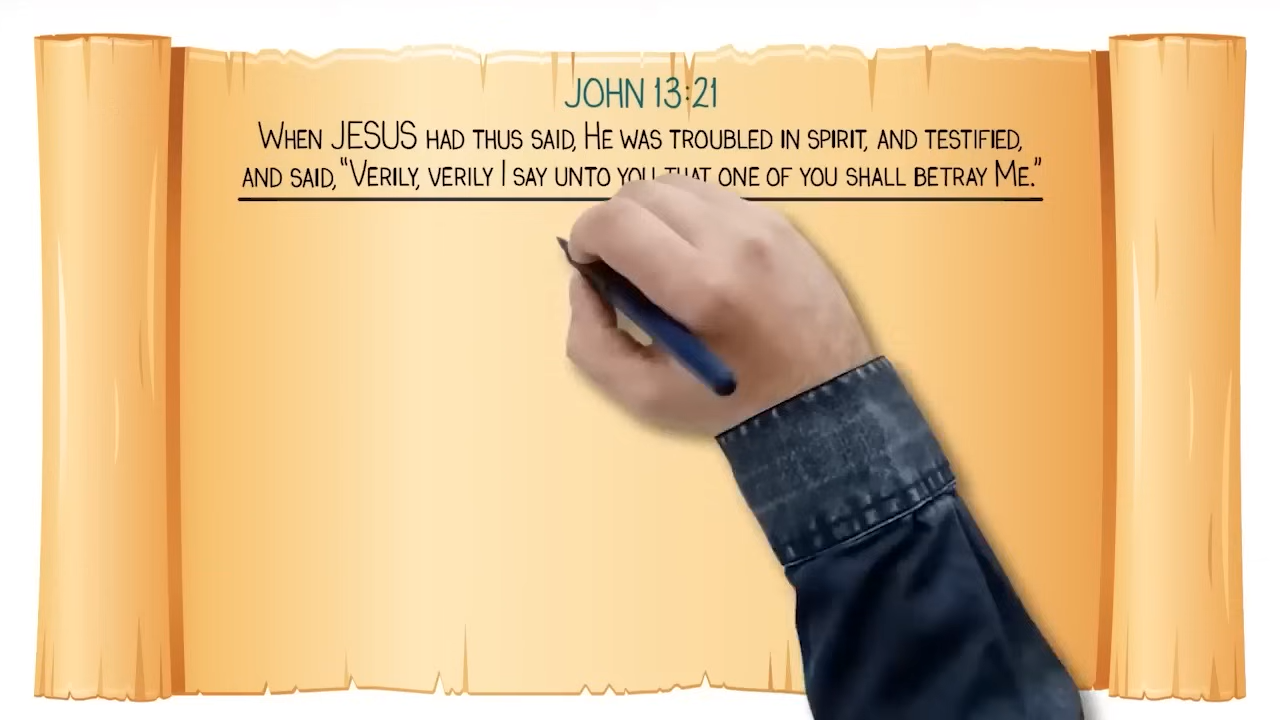 JOHN 13:21
WHEN JESUS HAD THUS SAID, HE WAS TROUBLED IN SPIRIT, AND TESTIFIED,
AND SAID, “VERILY, VERILY I SAY UNTO YOU THAT ONE OF YOU SHALL BETRAY ME.”